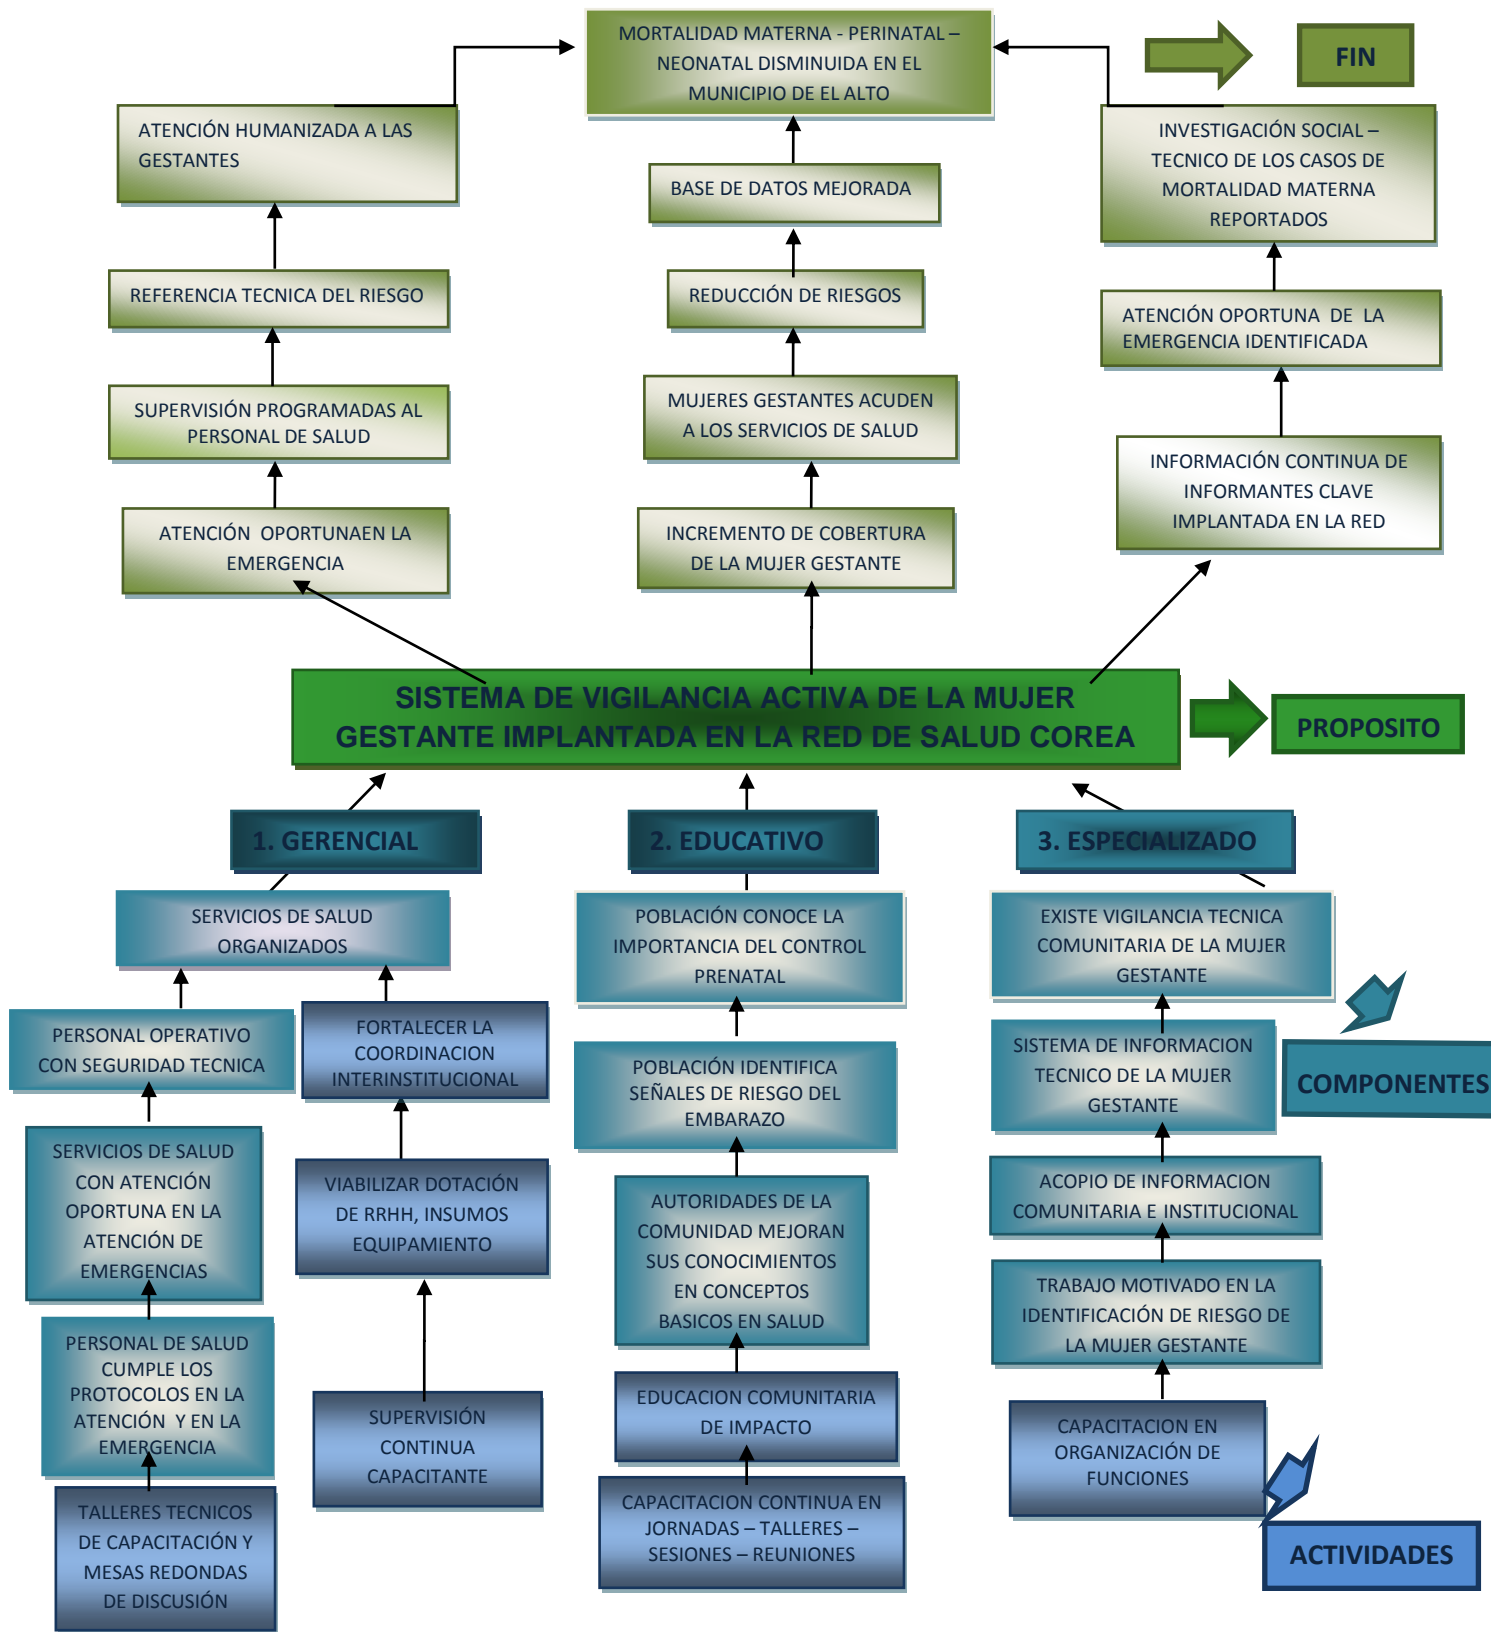 MORTALIDAD MATERNA - PERINATAL –
NEONATAL DISMINUIDA EN EL
MUNICIPIO DE EL ALTO
FIN
ATENCIÓN HUMANIZADA A LAS
GESTANTES
BASE DE DATOS MEJORADA
INVESTIGACIÓN SOCIAL –
TECNICO DE LOS CASOS DE
MORTALIDAD MATERNA
REPORTADOS
REFERENCIA TECNICA DEL RIESGO
REDUCCIÓN DE RIESGOS
ATENCIÓN OPORTUNA DE LA
EMERGENCIA IDENTIFICADA
SUPERVISIÓN PROGRAMADAS AL
PERSONAL DE SALUD
MUJERES GESTANTES ACUDEN
A LOS SERVICIOS DE SALUD
INFORMACIÓN CONTINUA DE
INFORMANTES CLAVE
IMPLANTADA EN LA RED
ATENCIÓN OPORTUNAEN LA
EMERGENCIA
INCREMENTO DE COBERTURA
DE LA MUJER GESTANTE
SISTEMA DE VIGILANCIA ACTIVA DE LA MUJER
GESTANTE IMPLANTADA EN LA RED DE SALUD COREA
PROPOSITO
1. GERENCIAL
2. EDUCATIVO
3. ESPECIALIZADO
SERVICIOS DE SALUD
ORGANIZADOS
POBLACIÓN CONOCE LA
IMPORTANCIA DEL CONTROL
PRENATAL
EXISTE VIGILANCIA TECNICA
COMUNITARIA DE LA MUJER
GESTANTE
PERSONAL OPERATIVO
CON SEGURIDAD TECNICA
FORTALECER LA
COORDINACION
INTERINSTITUCIONAL
POBLACIÓN IDENTIFICA
SEÑALES DE RIESGO DEL
EMBARAZO
SISTEMA DE INFORMACION
TECNICO DE LA MUJER
GESTANTE
COMPONENTES
SERVICIOS DE SALUD
CON ATENCIÓN
OPORTUNA EN LA
ATENCIÓN DE
EMERGENCIAS
VIABILIZAR DOTACIÓN
DE RRHH, INSUMOS
EQUIPAMIENTO
AUTORIDADES DE LA
COMUNIDAD MEJORAN
SUS CONOCIMIENTOS
EN CONCEPTOS
BASICOS EN SALUD
ACOPIO DE INFORMACION
COMUNITARIA E INSTITUCIONAL
TRABAJO MOTIVADO EN LA
IDENTIFICACIÓN DE RIESGO DE
LA MUJER GESTANTE
PERSONAL DE SALUD
CUMPLE LOS
PROTOCOLOS EN LA
ATENCIÓN Y EN LA
EMERGENCIA
SUPERVISIÓN
CONTINUA
CAPACITANTE
EDUCACION COMUNITARIA
DE IMPACTO
CAPACITACION EN
ORGANIZACIÓN DE
FUNCIONES
TALLERES TECNICOS
DE CAPACITACIÓN Y
MESAS REDONDAS
DE DISCUSIÓN
CAPACITACION CONTINUA EN
JORNADAS – TALLERES –
SESIONES – REUNIONES
ACTIVIDADES